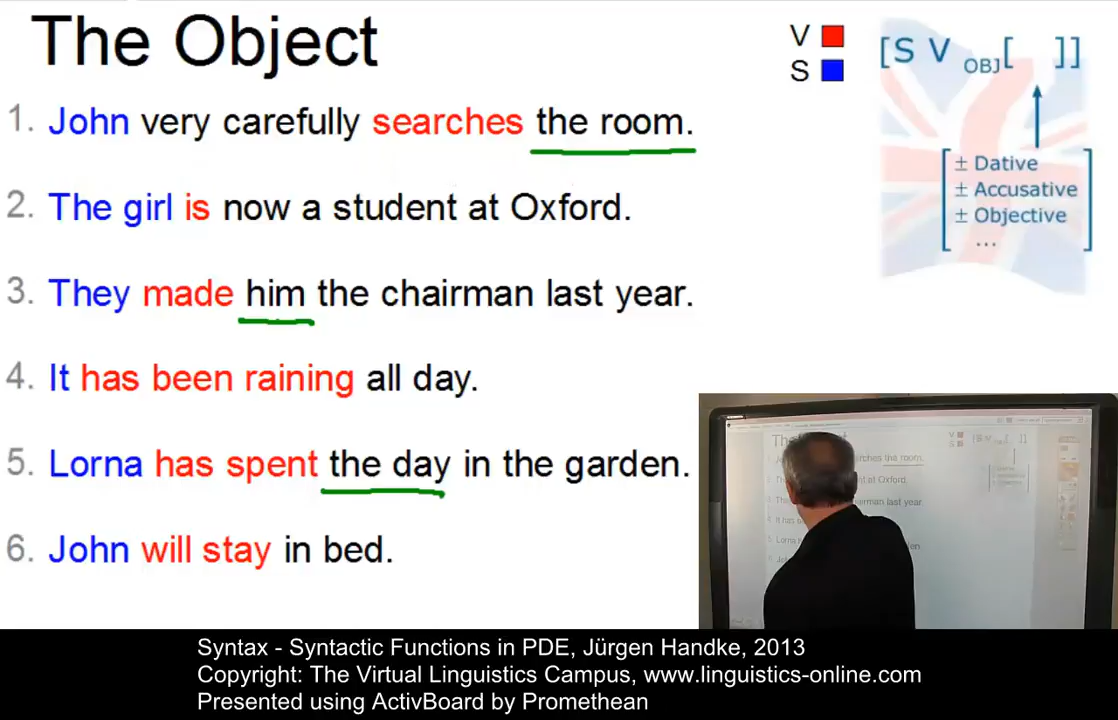 The Object
V
S
[S V OBJ[ ]]
± Dative
± Accusative
± Objective
...
1. John very carefully searches the room.
2. The girl is now a student at Oxford.
3. They made him the chairman last year.
4. It has been raining all day.
5. Lorna has spent the day in the garden.
6. John will stay in bed.
Syntax - Syntactic Functions in PDE, Jürgen Handke, 2013
Copyright: The Virtual Linguistics Campus, www.linguistics-online.com
Presented using ActivBoard by Promethean